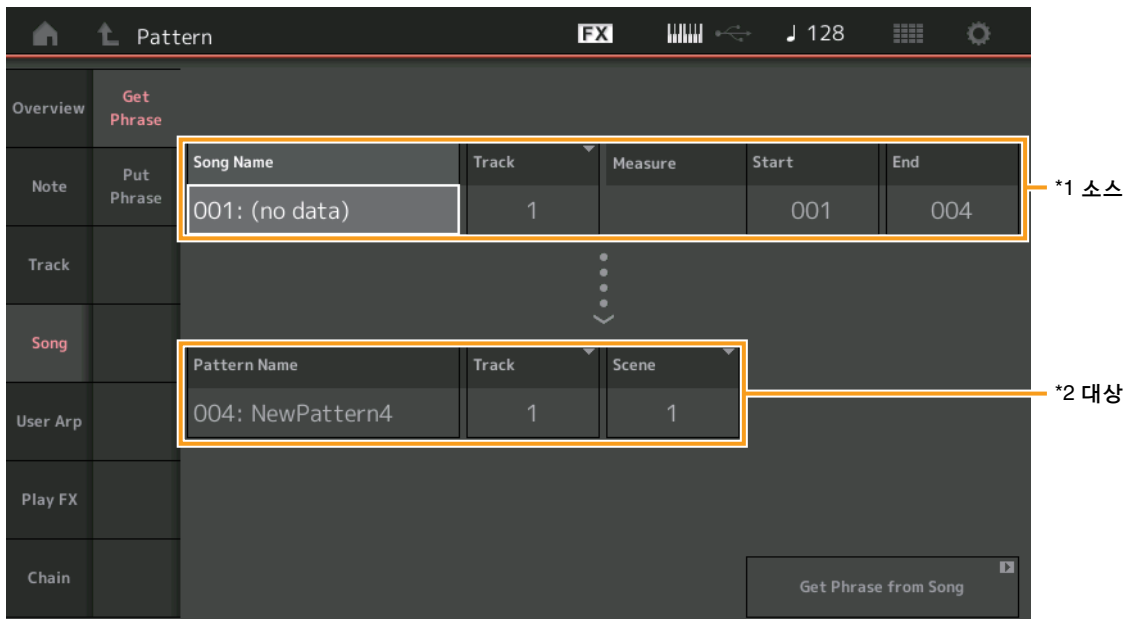 Pattern
FX
♩ 128
Overview
Get
Phrase
Note
Put
Phrase
Track
Song
User Arp
Play FX
Chain
Song Name
Track
Measure
Start
End
001: (no data)
1
001
004
*1 소스
Pattern Name
Track
Scene
004: NewPattern4
1
1
*2 대상
Get Phrase from Song